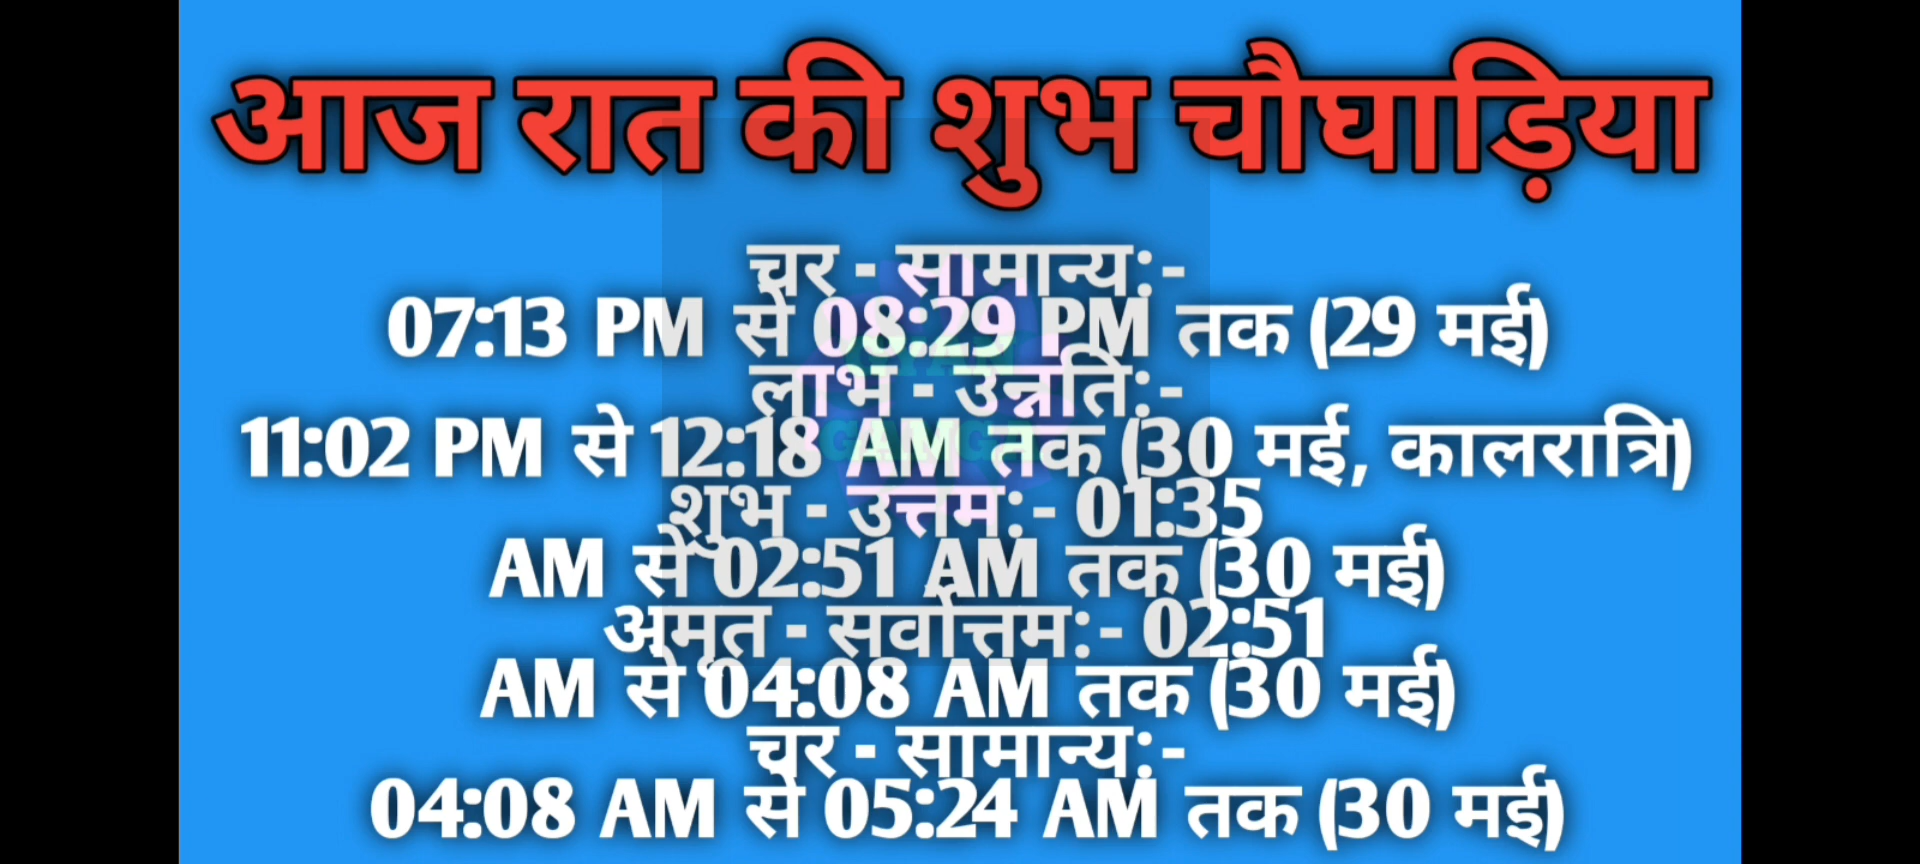 आज रात की शुभ चौघाड़िया
चर - सामान्य:-
07:13 PM से 08:29 PM तक (29 मई)
लाभ - उन्नति:-
11:02 PM से 12:18 AM तक (30 मई, कालरात्रि)
शुभ - उत्तम:- 01:35
AM से 02:51 AM तक (30 मई)
अमृत - सर्वोत्तम:- 02:51
AM से 04:08 AM तक (30 मई)
चर - सामान्य:-
04:08 AM से 05:24 AM तक (30 मई)
GYAN
GAMGA